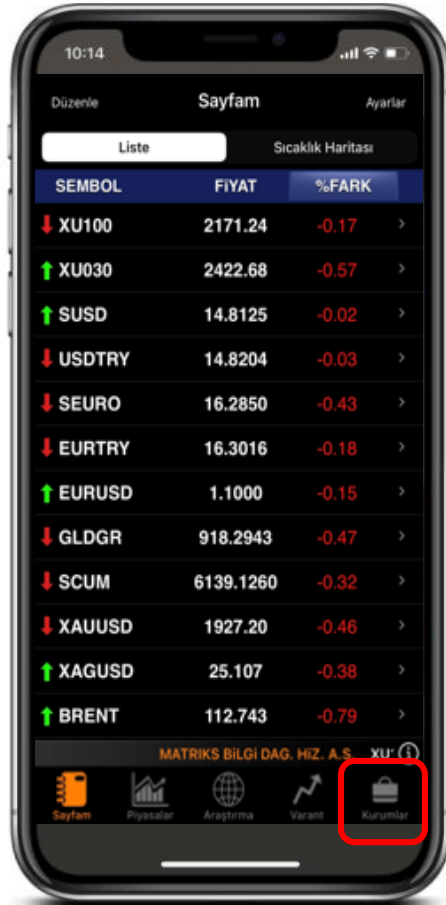 10:14
Düzenle Sayfam Ayarlar
Liste Sıcaklık Haritası
SEMBOL FİYAT %FARK
XU100 2171.24 -0.17
XU030 2422.68 -0.57
SUSD 14.8125 -0.02
USDTRY 14.8204 -0.03
SEURO 16.2850 -0.43
EURTRY 16.3016 -0.18
EURUSD 1.1000 -0.15
GLDGR 918.2943 -0.47
SCUM 6139.1260 -0.32
XAUUSD 1927.20 -0.46
XAGUSD 25.107 -0.38
BRENT 112.743 -0.79
MATRIKS BİLGİ DAG. HİZ. A.S. XU
Sayfam Piyasalar Araştırma Varant Kurumlar